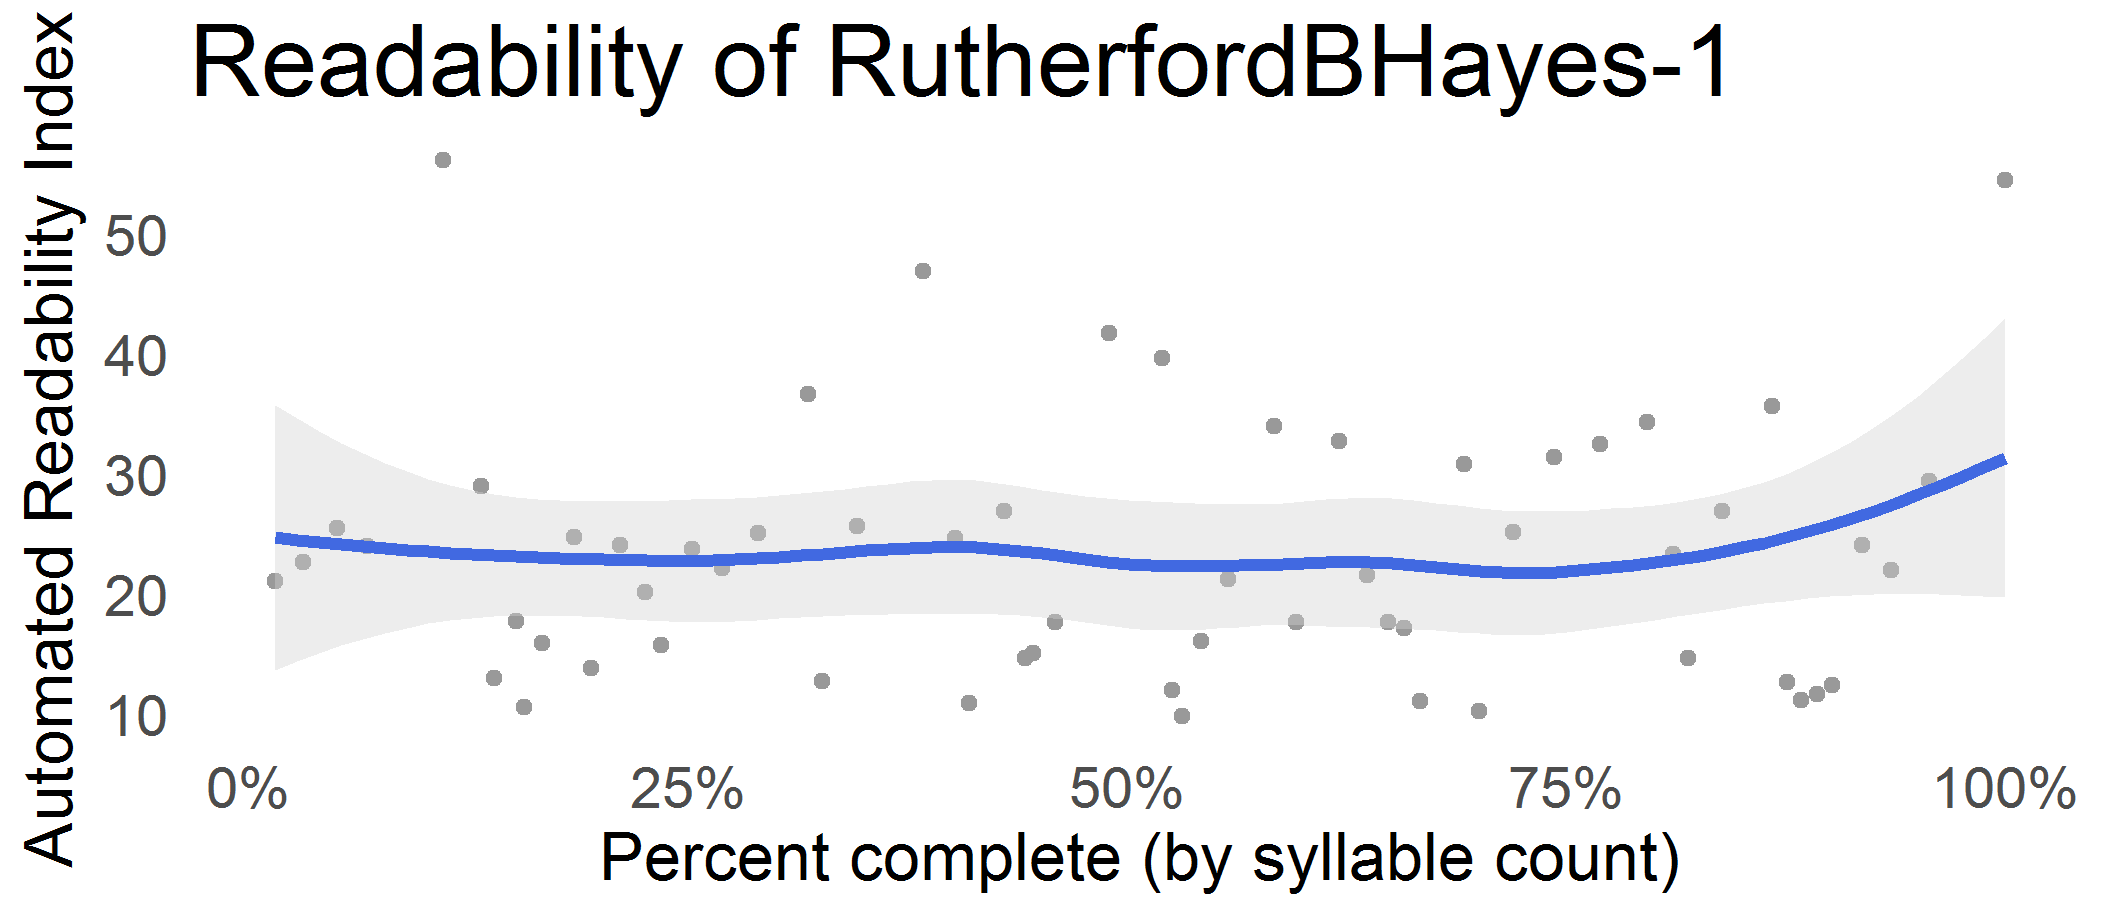 Readability of RutherfordBHayes-1
Automated Readability Index
50
40
30
20
10
0% 25% 50% 75% 100%
Percent complete (by syllable count)